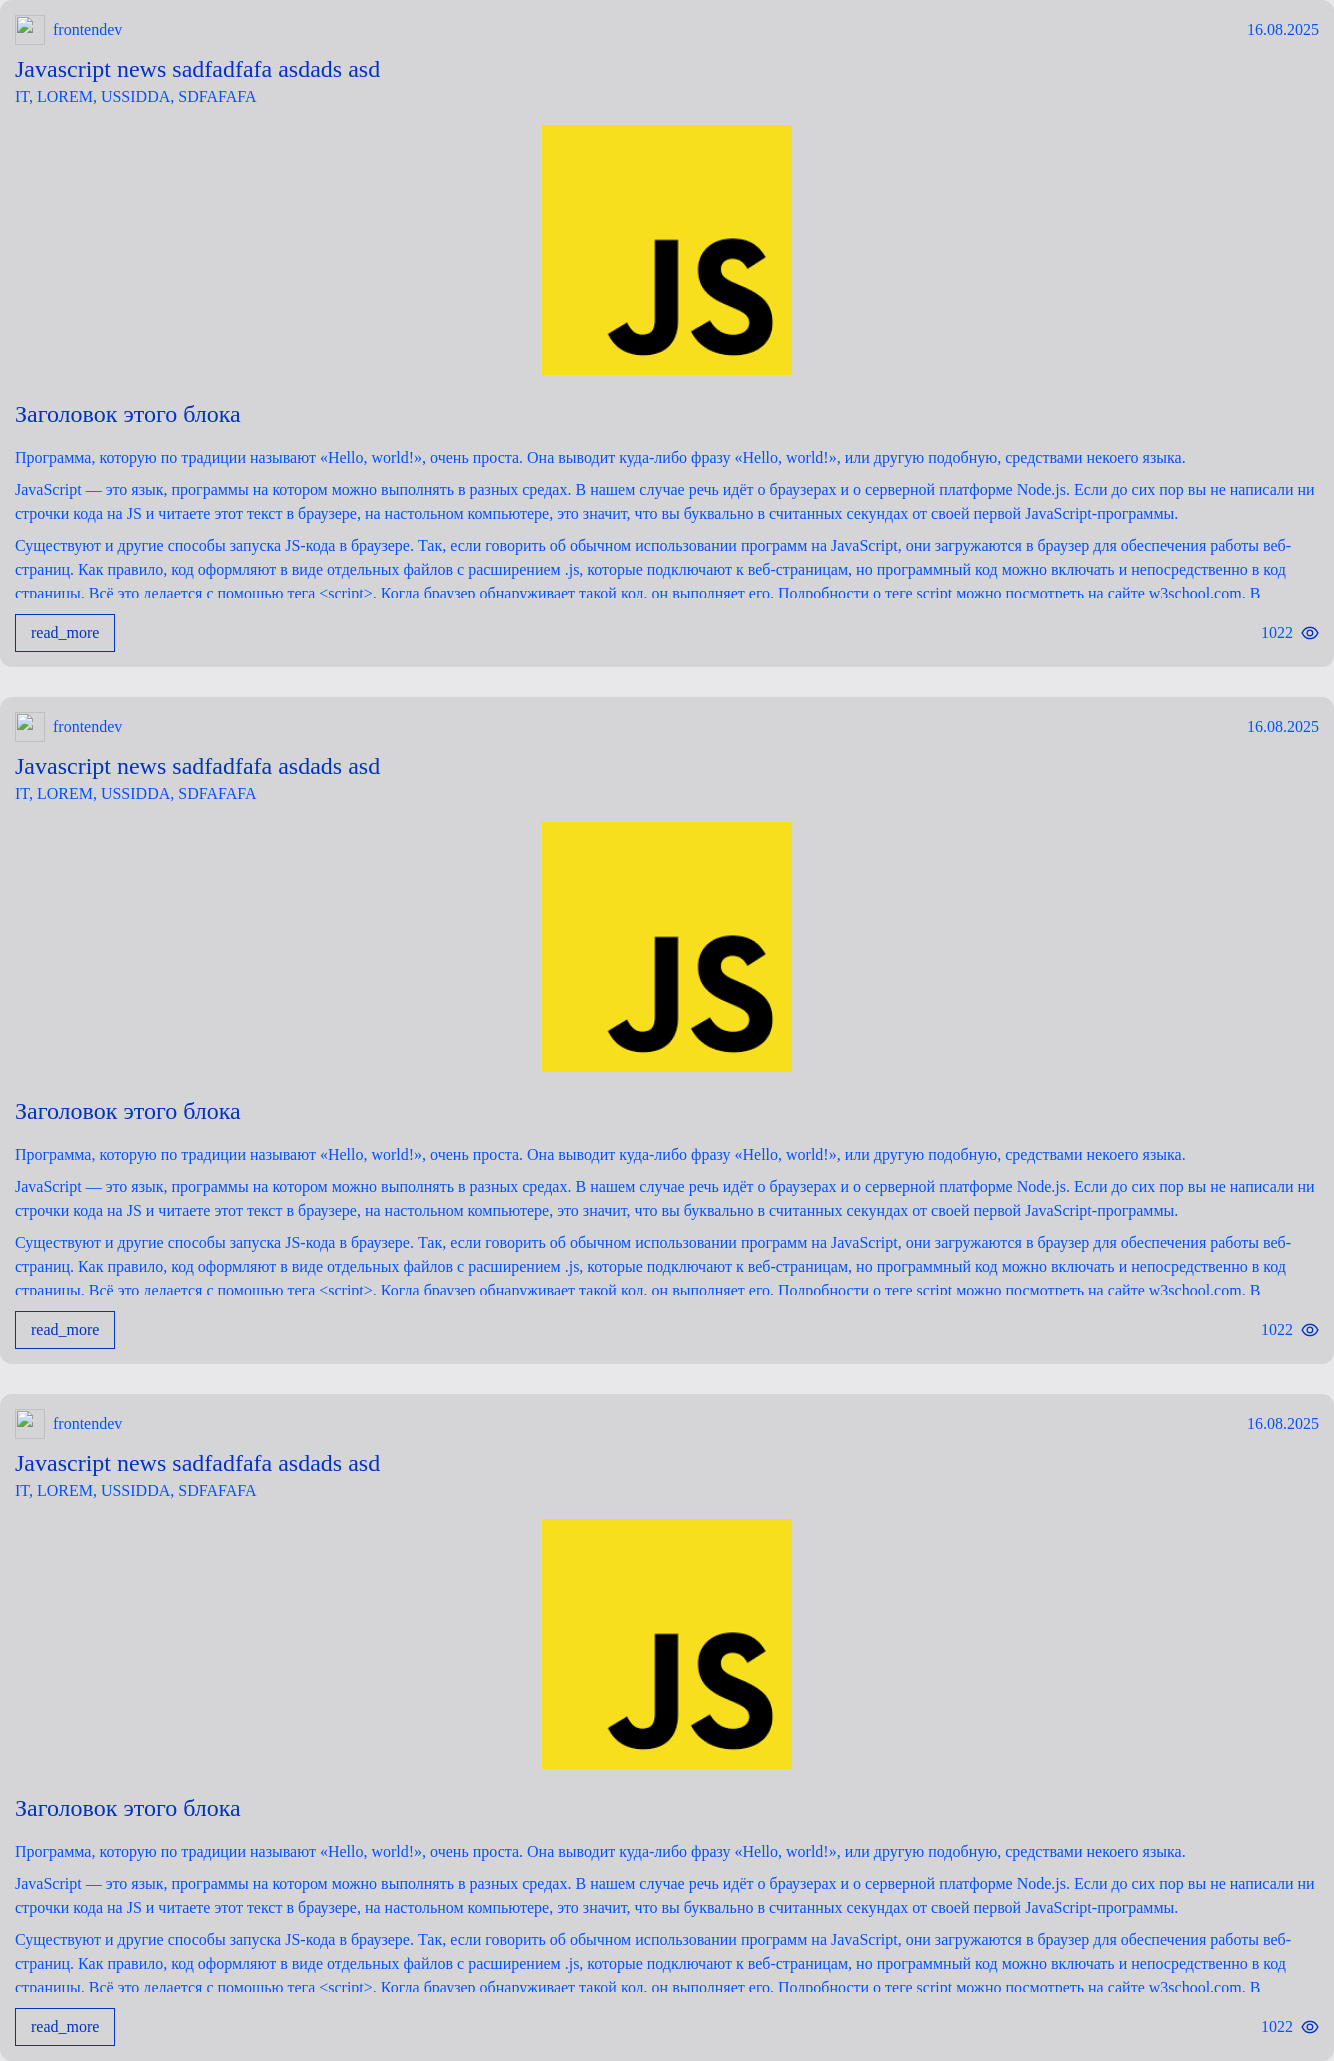 frontendev
16.08.2025
Javascript news sadfadfafa asdads asd
IT, LOREM, USSIDDA, SDFAFAFA
JS
Заголовок этого блока
Программа, которую по традиции называют «Hello, world!», очень проста. Она выводит куда-либо фразу «Hello, world!», или другую подобную, средствами некоего языка.
JavaScript — это язык, программы на котором можно выполнять в разных средах. В нашем случае речь идёт о браузерах и о серверной платформе Node.js. Если до сих пор вы не написали ни
строчки кода на JS и читаете этот текст в браузере, на настольном компьютере, это значит, что вы буквально в считанных секундах от своей первой JavaScript-программы.
Существуют и другие способы запуска JS-кода в браузере. Так, если говорить об обычном использовании программ на JavaScript, они загружаются в браузер для обеспечения работы веб-
страниц. Как правило, код оформляют в виде отдельных файлов с расширением .js, которые подключают к веб-страницам, но программный код можно включать и непосредственно в код
страницы. Всё это делается с помощью тега <script>. Когда браузер обнаруживает такой код, он выполняет его. Подробности о теге script можно посмотреть на сайте w3school.com. В
read_more
1022
frontendev
16.08.2025
Javascript news sadfadfafa asdads asd
IT, LOREM, USSIDDA, SDFAFAFA
JS
Заголовок этого блока
Программа, которую по традиции называют «Hello, world!», очень проста. Она выводит куда-либо фразу «Hello, world!», или другую подобную, средствами некоего языка.
JavaScript — это язык, программы на котором можно выполнять в разных средах. В нашем случае речь идёт о браузерах и о серверной платформе Node.js. Если до сих пор вы не написали ни
строчки кода на JS и читаете этот текст в браузере, на настольном компьютере, это значит, что вы буквально в считанных секундах от своей первой JavaScript-программы.
Существуют и другие способы запуска JS-кода в браузере. Так, если говорить об обычном использовании программ на JavaScript, они загружаются в браузер для обеспечения работы веб-
страниц. Как правило, код оформляют в виде отдельных файлов с расширением .js, которые подключают к веб-страницам, но программный код можно включать и непосредственно в код
страницы. Всё это делается с помощью тега <script>. Когда браузер обнаруживает такой код, он выполняет его. Подробности о теге script можно посмотреть на сайте w3school.com. В
read_more
1022
frontendev
16.08.2025
Javascript news sadfadfafa asdads asd
IT, LOREM, USSIDDA, SDFAFAFA
JS
Заголовок этого блока
Программа, которую по традиции называют «Hello, world!», очень проста. Она выводит куда-либо фразу «Hello, world!», или другую подобную, средствами некоего языка.
JavaScript — это язык, программы на котором можно выполнять в разных средах. В нашем случае речь идёт о браузерах и о серверной платформе Node.js. Если до сих пор вы не написали ни
строчки кода на JS и читаете этот текст в браузере, на настольном компьютере, это значит, что вы буквально в считанных секундах от своей первой JavaScript-программы.
Существуют и другие способы запуска JS-кода в браузере. Так, если говорить об обычном использовании программ на JavaScript, они загружаются в браузер для обеспечения работы веб-
страниц. Как правило, код оформляют в виде отдельных файлов с расширением .js, которые подключают к веб-страницам, но программный код можно включать и непосредственно в код
страницы. Всё это делается с помощью тега <script>. Когда браузер обнаруживает такой код, он выполняет его. Подробности о теге script можно посмотреть на сайте w3school.com. В
read_more
1022